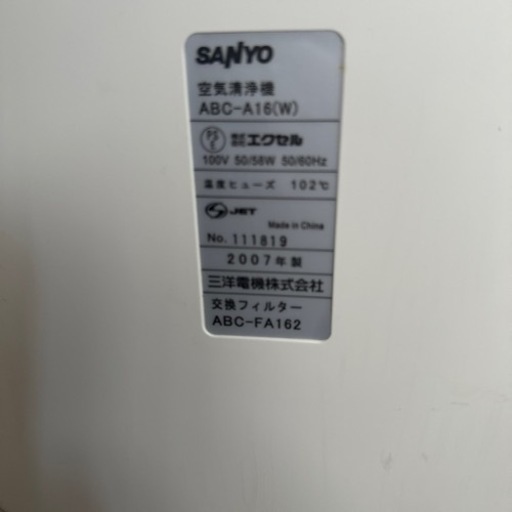 SANYO
空気清浄機
ABC-A16(W)
PS E 株式会社 エクセル
100V 50/58W 50/60Hz
温度ヒューズ 102℃
S JET
Made in China
No. 111819
2007年製
三洋電機株式会社
交換フィルター
ABC-FA162